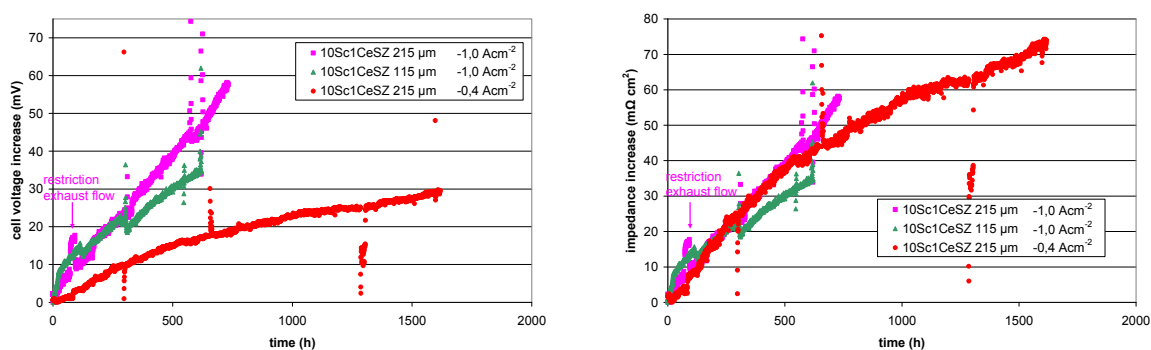 70
60
50
40
30
20
10
0
cell voltage increase (mV)
10Sc1CeSZ 215 µm -1,0 Acm-2
10Sc1CeSZ 115 µm -1,0 Acm-2
10Sc1CeSZ 215 µm -0,4 Acm-2
restriction
exhaust flow
0 500 1000 1500 2000
time (h)
80
70
60
50
40
30
20
10
0
impedance increase (mΩ cm²)
restriction
exhaust flow
10Sc1CeSZ 215 µm -1,0 Acm-2
10Sc1CeSZ 115 µm -1,0 Acm-2
10Sc1CeSZ 215 µm -0,4 Acm-2
0 500 1000 1500 2000
time (h)